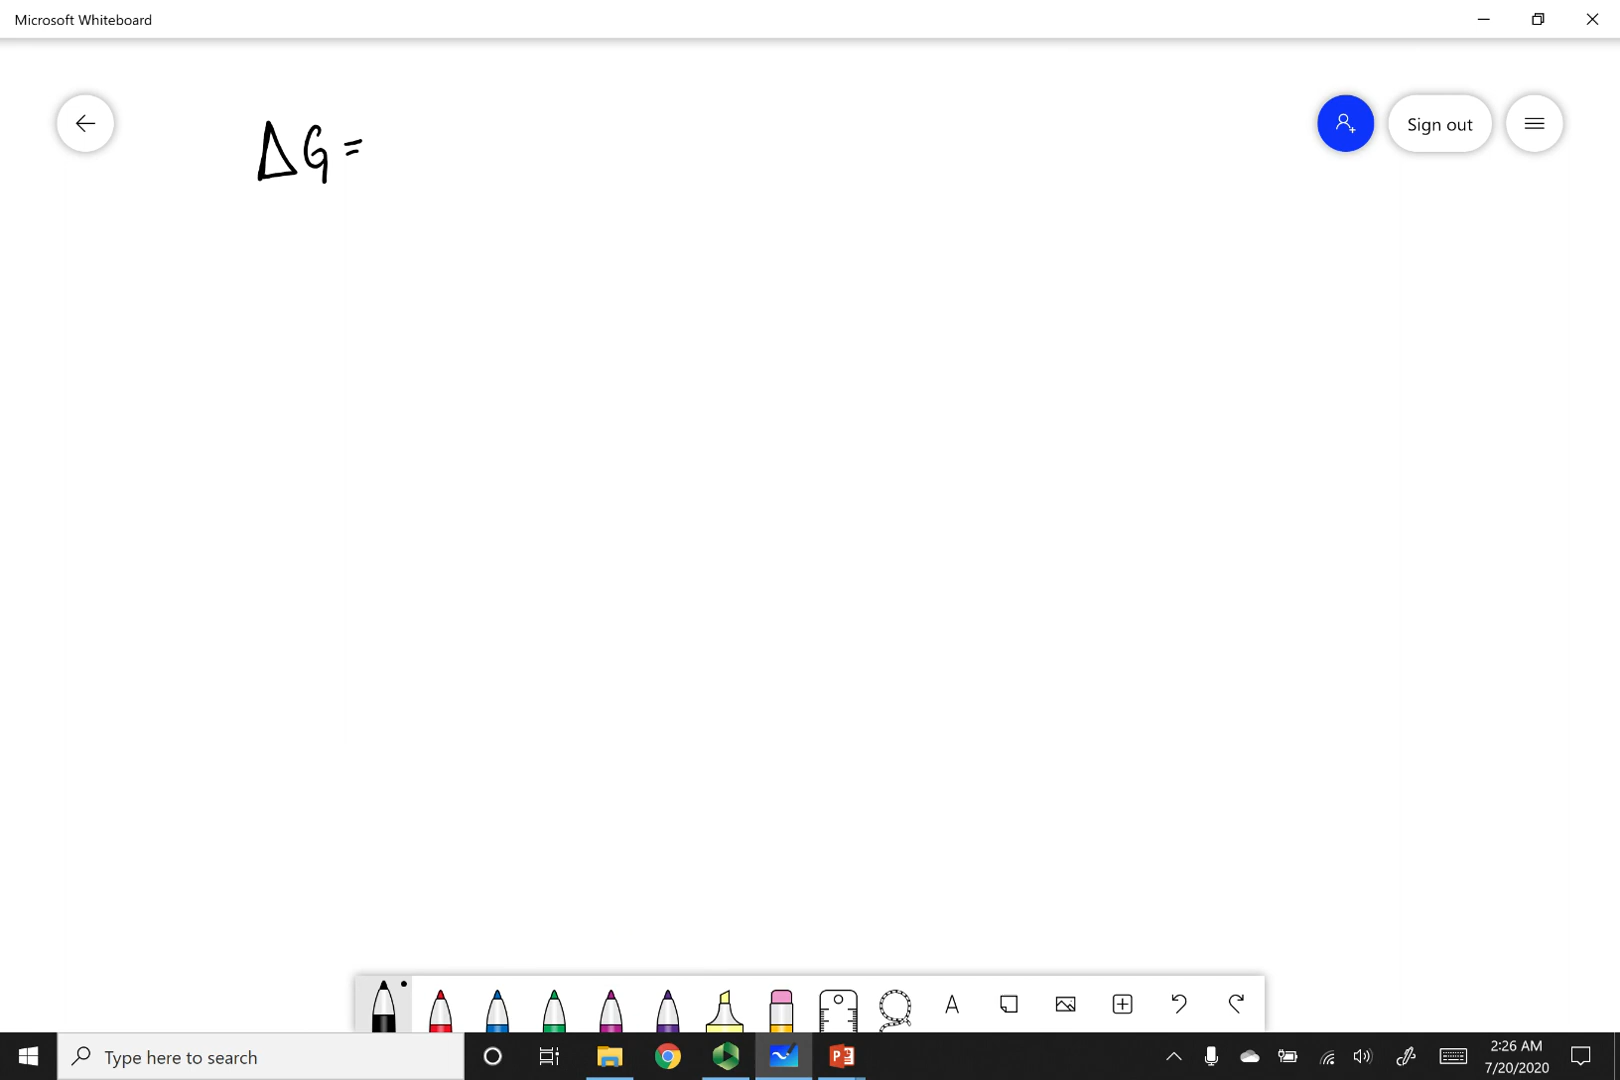 Microsoft Whiteboard
Sign out
ΔG =
A
Type here to search
2:26 AM
7/20/2020